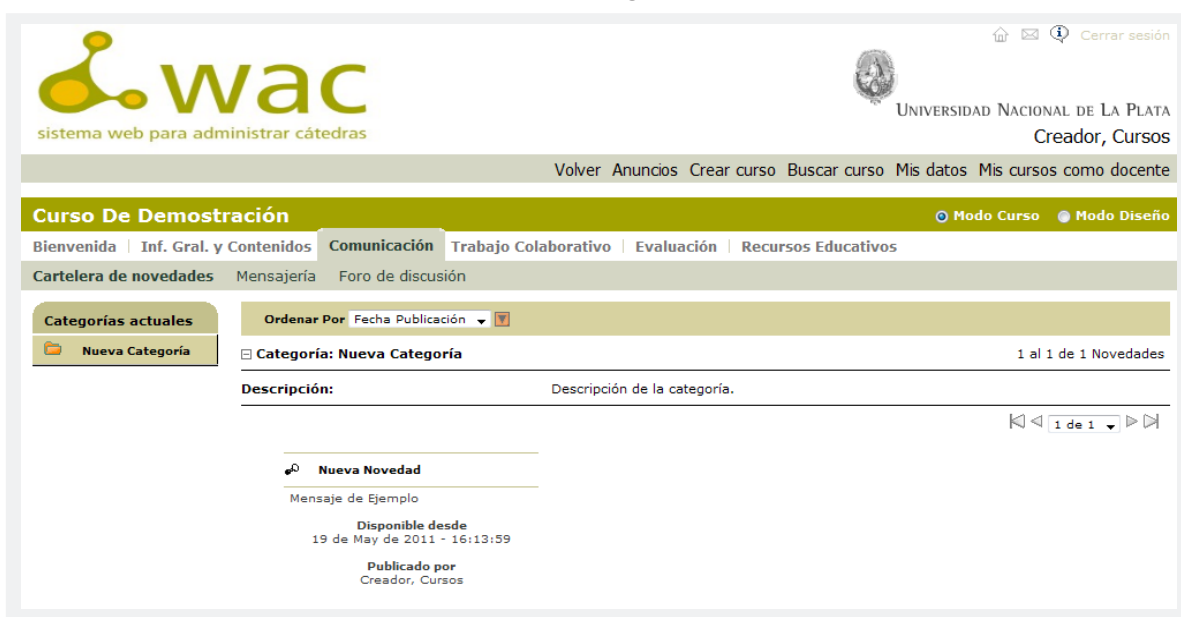 Cerrar sesión
wac
sistema web para administrar cátedras
UNIVERSIDAD NACIONAL DE LA PLATA
Creador, Cursos
Volver Anuncios Crear curso Buscar curso Mis datos Mis cursos como docente
Curso De Demostración Modo Curso Modo Diseño
Bienvenida Inf. Gral. y Contenidos Comunicación Trabajo Colaborativo Evaluación Recursos Educativos
Cartelera de novedades Mensajería Foro de discusión
Categorías actuales
Nueva Categoría
Ordenar Por Fecha Publicación
Categoría: Nueva Categoría 1 al 1 de 1 Novedades
Descripción: Descripción de la categoría.
1 de 1
Nueva Novedad
Mensaje de Ejemplo
Disponible desde
19 de May de 2011 - 16:13:59
Publicado por
Creador, Cursos